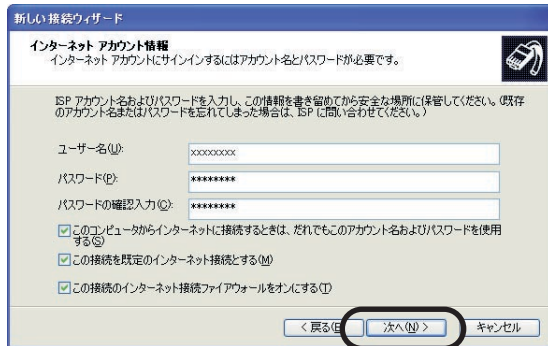 新しい接続ウィザード
インターネット アカウント情報
インターネット アカウントにサインインするにはアカウント名とパスワードが必要です。
ISP アカウント名およびパスワードを入力し、この情報を書き留めてから安全な場所に保管してください。(既存
のアカウント名またはパスワードを忘れてしまった場合は、ISP に問い合わせてください。)
ユーザー名(U):
xxxxxxxx
パスワード(P):
********
パスワードの確認入力(C):
********
このコンピュータからインターネットに接続するときは、だれでもこのアカウント名およびパスワードを使用
する(S)
この接続を既定のインターネット接続とする(M)
この接続のインターネット接続ファイアウォールをオンにする(T)
< 戻る(B) 次へ(N) > キャンセル